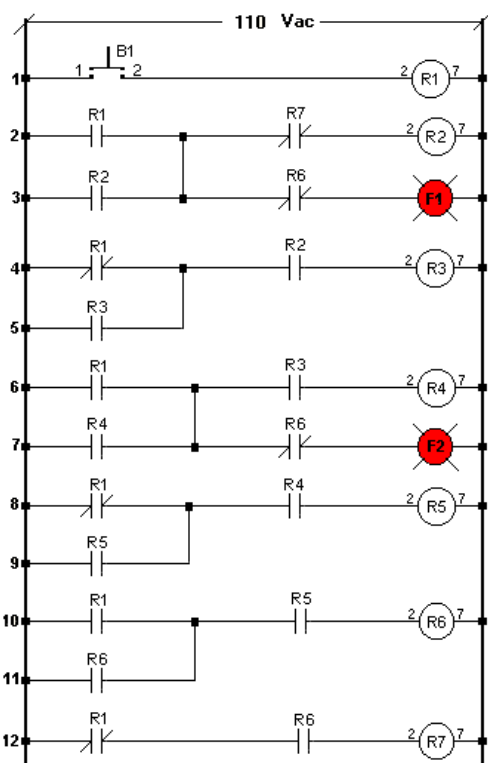 110 Vac
B1
1 1 2 2 R1 7
R1 R7
2 2 R2 7
R2 R6
3 F1
R1 R2
4 2 R3 7
R3
5
R1 R3
6 2 R4 7
R4 R6
7 F2
R1 R4
8 2 R5 7
R5
9
R1 R5
10 2 R6 7
R6
11
R1 R6
12 2 R7 7